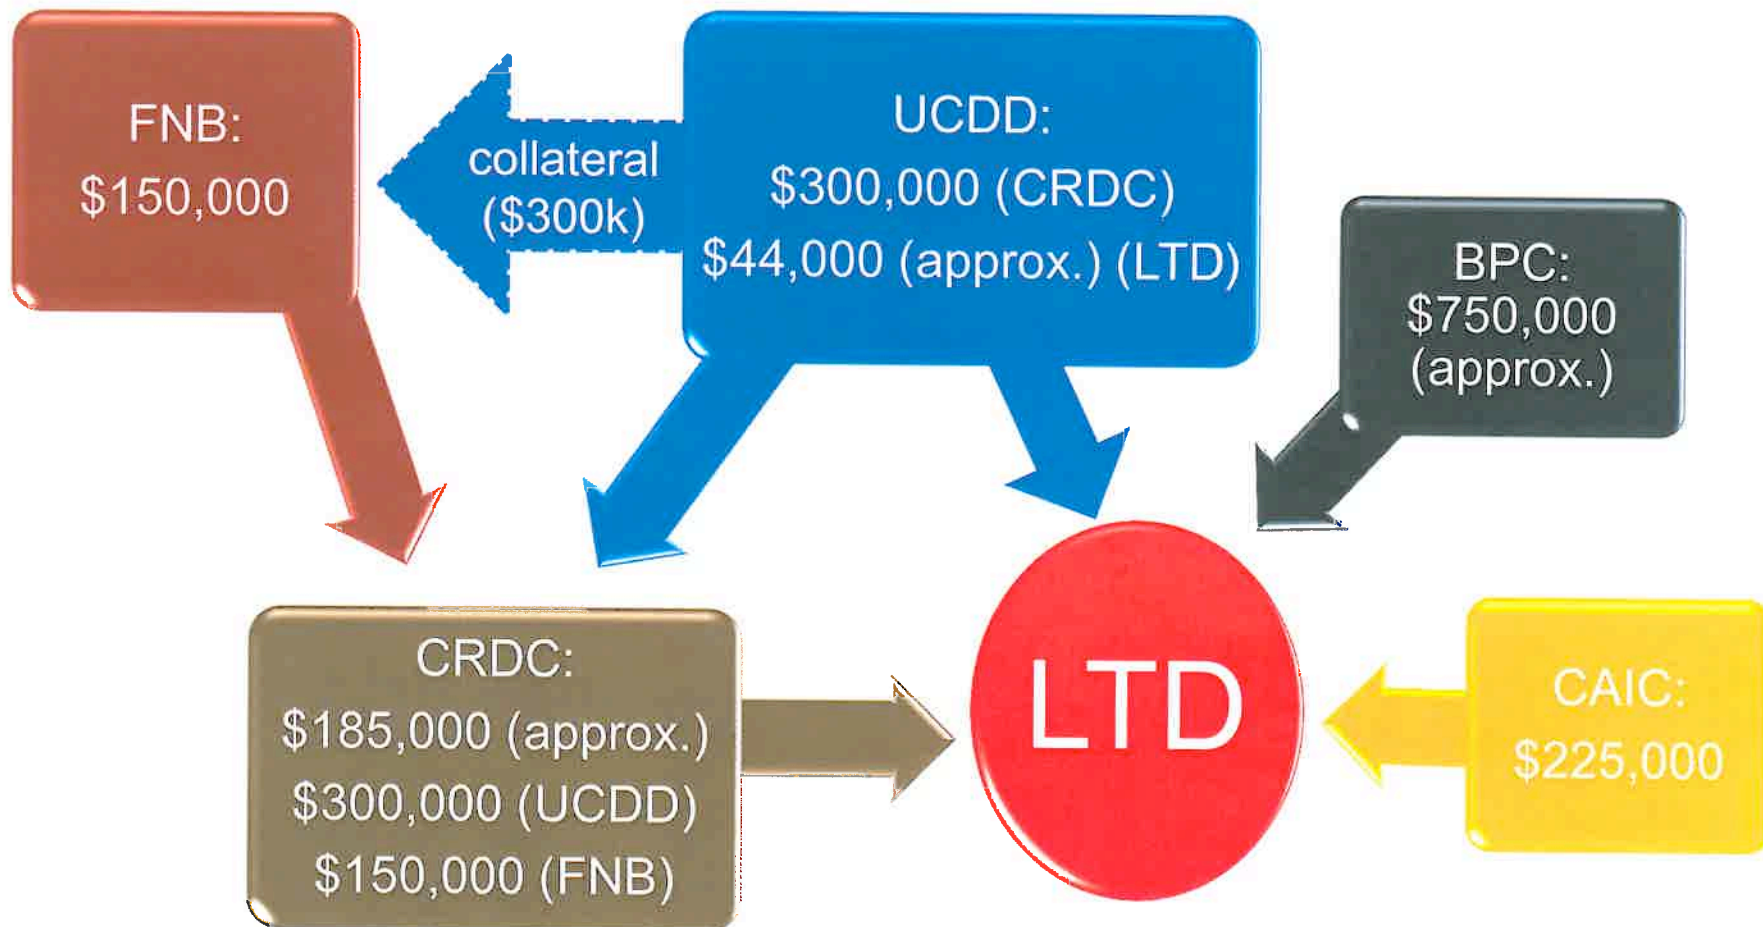 FNB:
$150,000
collateral
($300k)
UCDD:
$300,000 (CRDC)
$44,000 (approx.) (LTD)
BPC:
$750,000
(approx.)
CRDC:
$185,000 (approx.)
$300,000 (UCDD)
$150,000 (FNB)
LTD
CAIC:
$225,000